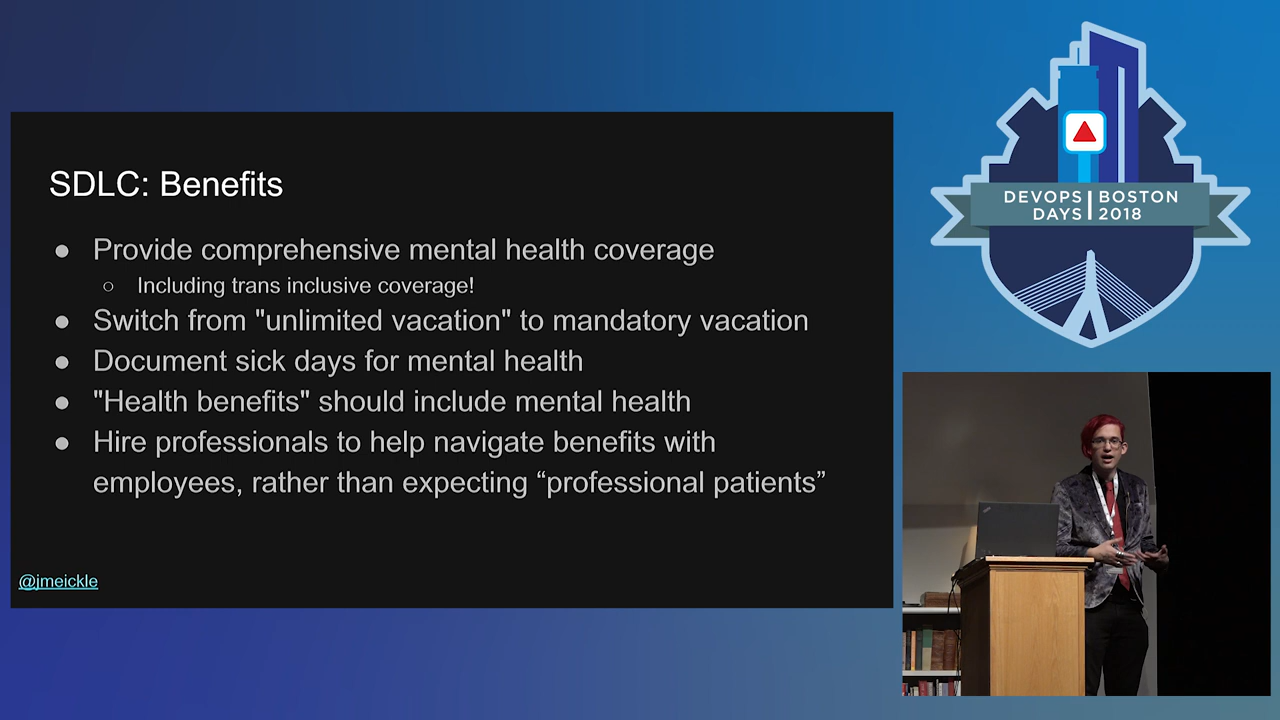 SDLC: Benefits
● Provide comprehensive mental health coverage
○ Including trans inclusive coverage!
● Switch from "unlimited vacation" to mandatory vacation
● Document sick days for mental health
● "Health benefits" should include mental health
● Hire professionals to help navigate benefits with
employees, rather than expecting “professional patients”
@jmeickle
DEVOPS | BOSTON
DAYS | 2018